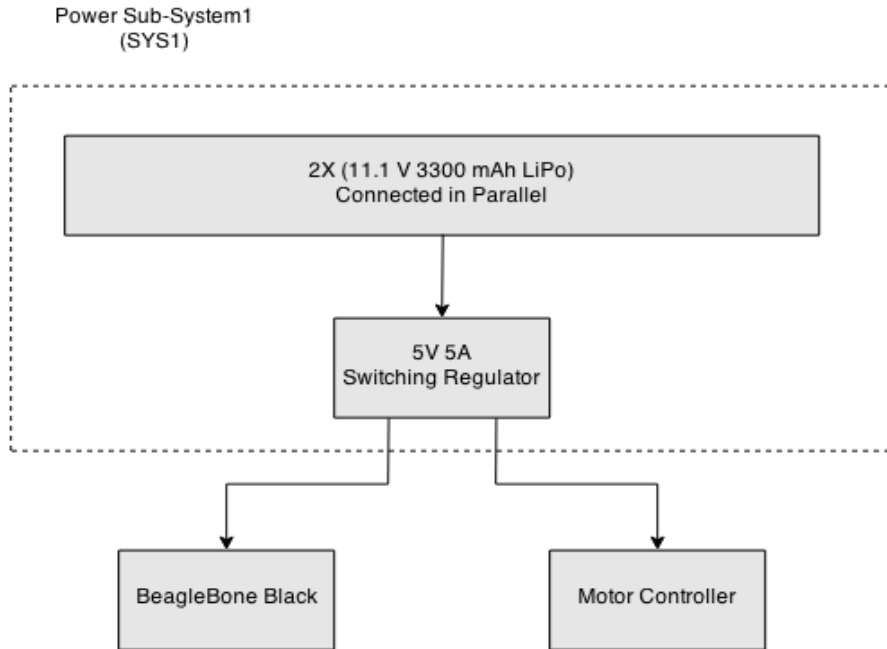 Power Sub-System1
(SYS1)
2X (11.1 V 3300 mAh LiPo)
Connected in Parallel
5V 5A
Switching Regulator
BeagleBone Black
Motor Controller